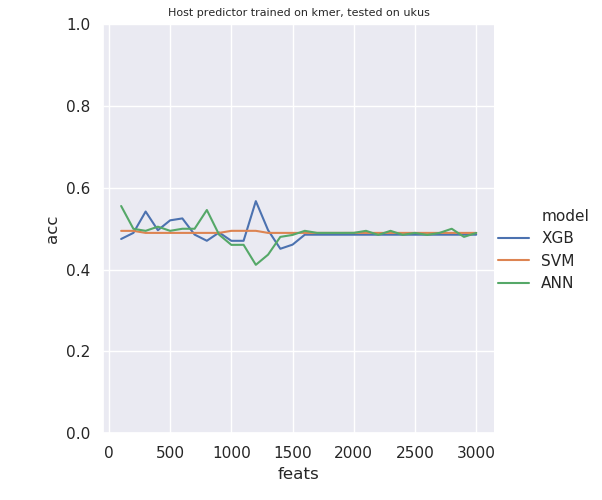 Host predictor trained on kmer, tested on ukus
1.0
0.8
0.6
0.4
0.2
0.0
acc
0 500 1000 1500 2000 2500 3000
feats
model
XGB
SVM
ANN